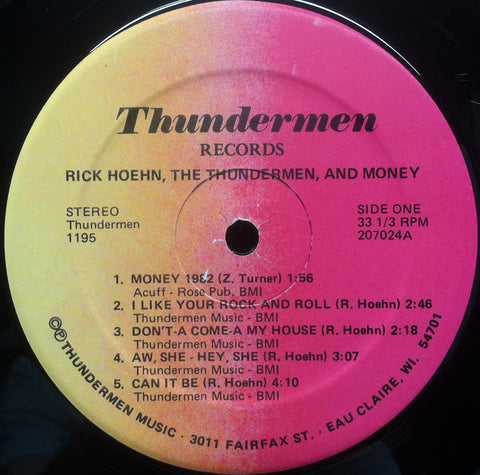 Thundermen
RECORDS
RICK HOEHN, THE THUNDERMEN, AND MONEY
STEREO
Thundermen
1195
SIDE ONE
33 1/3 RPM
207024A
1. MONEY 1982 (Z. Turner) 1:56
Acuff - Rose Pub, BMI
2. I LIKE YOUR ROCK AND ROLL (R. Hoehn) 2:46
Thundermen Music - BMI
3. DON'T-A COME-A MY HOUSE (R. Hoehn) 2:18
Thundermen Music - BMI
4. AW, SHE - HEY, SHE (R. Hoehn) 3:07
Thundermen Music - BMI
5. CAN IT BE (R. Hoehn) 4:10
Thundermen Music - BMI
©℗THUNDERMEN MUSIC · 3011 FAIRFAX ST. · EAU CLAIRE, WI. 54701